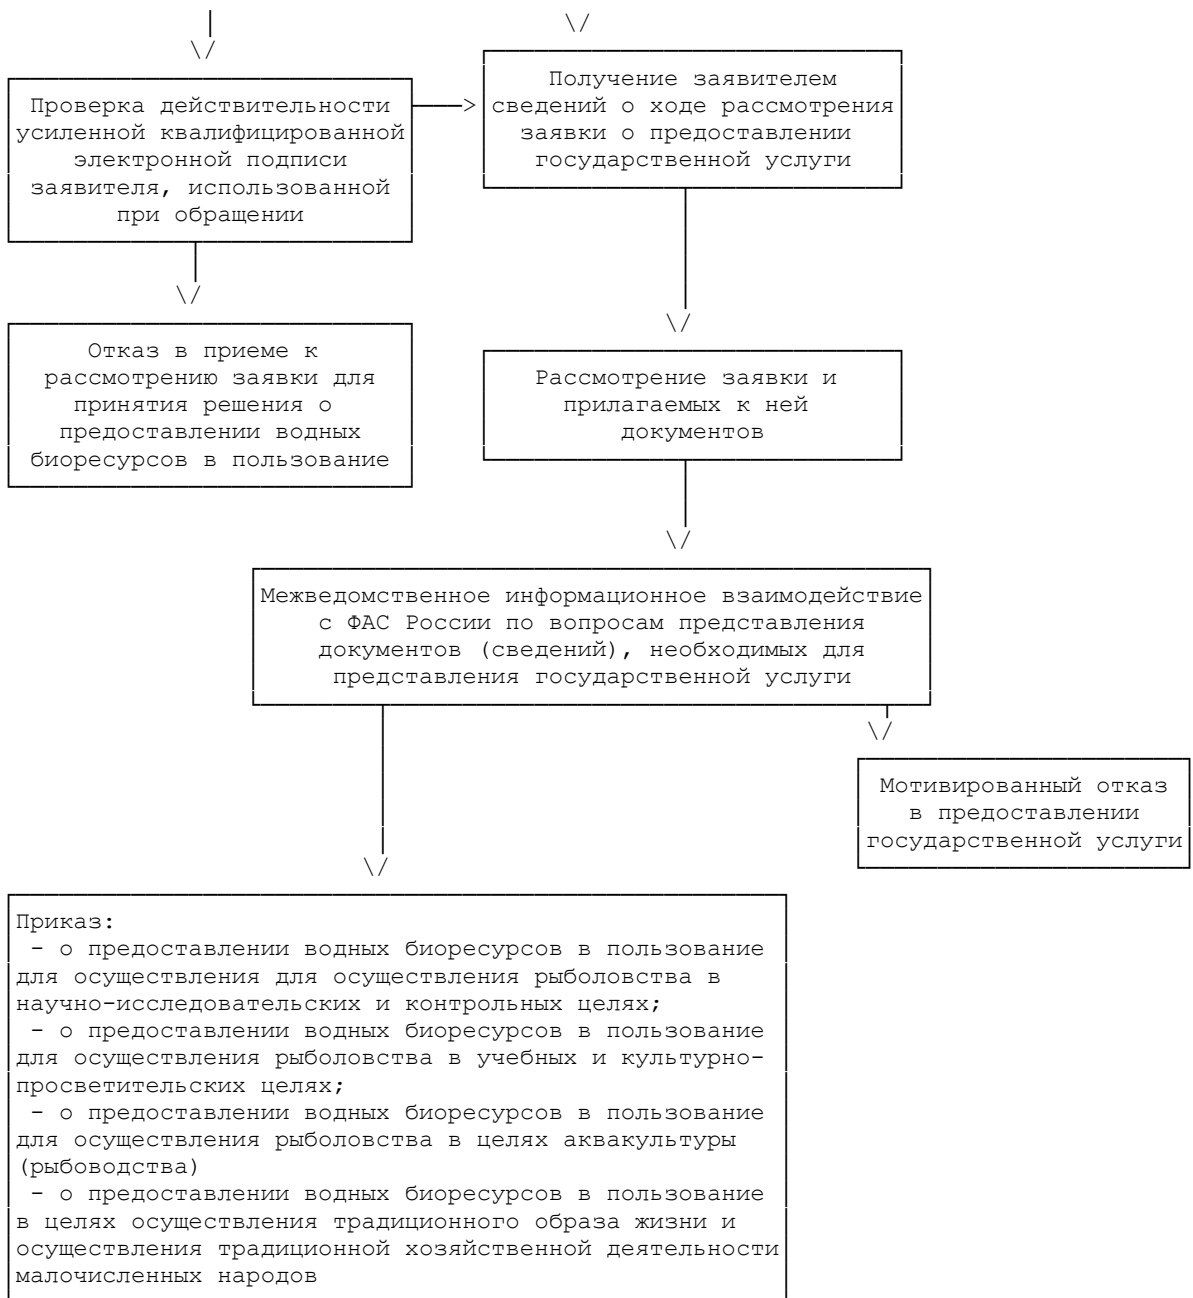 Получение заявителем
сведений о ходе рассмотрения
заявки о предоставлении
государственной услуги
Проверка действительности
усиленной квалифицированной
электронной подписи
заявителя, использованной
при обращении
Отказ в приеме к
рассмотрению заявки для
принятия решения о
предоставлении водных
биоресурсов в пользование
Рассмотрение заявки и
прилагаемых к ней
документов
Межведомственное информационное взаимодействие
с ФАС России по вопросам представления
документов (сведений), необходимых для
представления государственной услуги
Мотивированный отказ
в предоставлении
государственной услуги
Приказ:
- о предоставлении водных биоресурсов в пользование
для осуществления для осуществления рыболовства в
научно-исследовательских и контрольных целях;
- о предоставлении водных биоресурсов в пользование
для осуществления рыболовства в учебных и культурно-
просветительских целях;
- о предоставлении водных биоресурсов в пользование
для осуществления рыболовства в целях аквакультуры
(рыбоводства)
- о предоставлении водных биоресурсов в пользование
в целях осуществления традиционного образа жизни и
осуществления традиционной хозяйственной деятельности
малочисленных народов